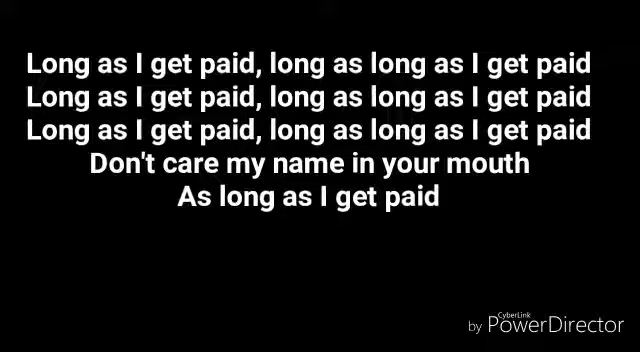 Long as I get paid, long as long as I get paid
Long as I get paid, long as long as I get paid
Long as I get paid, long as long as I get paid
Don't care my name in your mouth
As long as I get paid
CyberLink
by PowerDirector